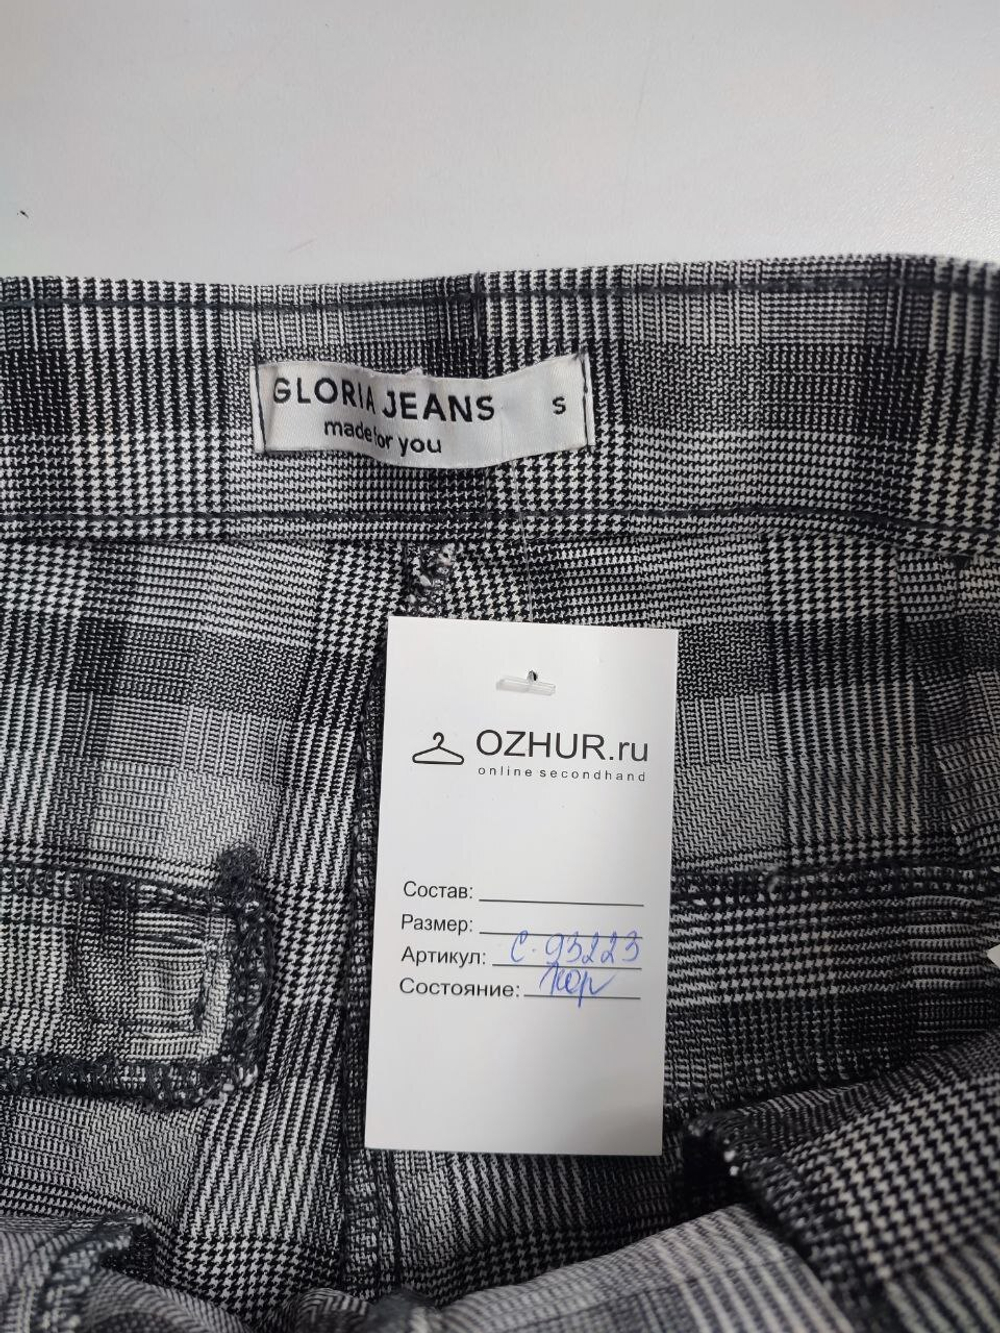 GLORIA JEANS S
made for you
OZHUR.ru
online secondhand
Состав:
Размер:
Артикул: С-93223
Состояние: Хор